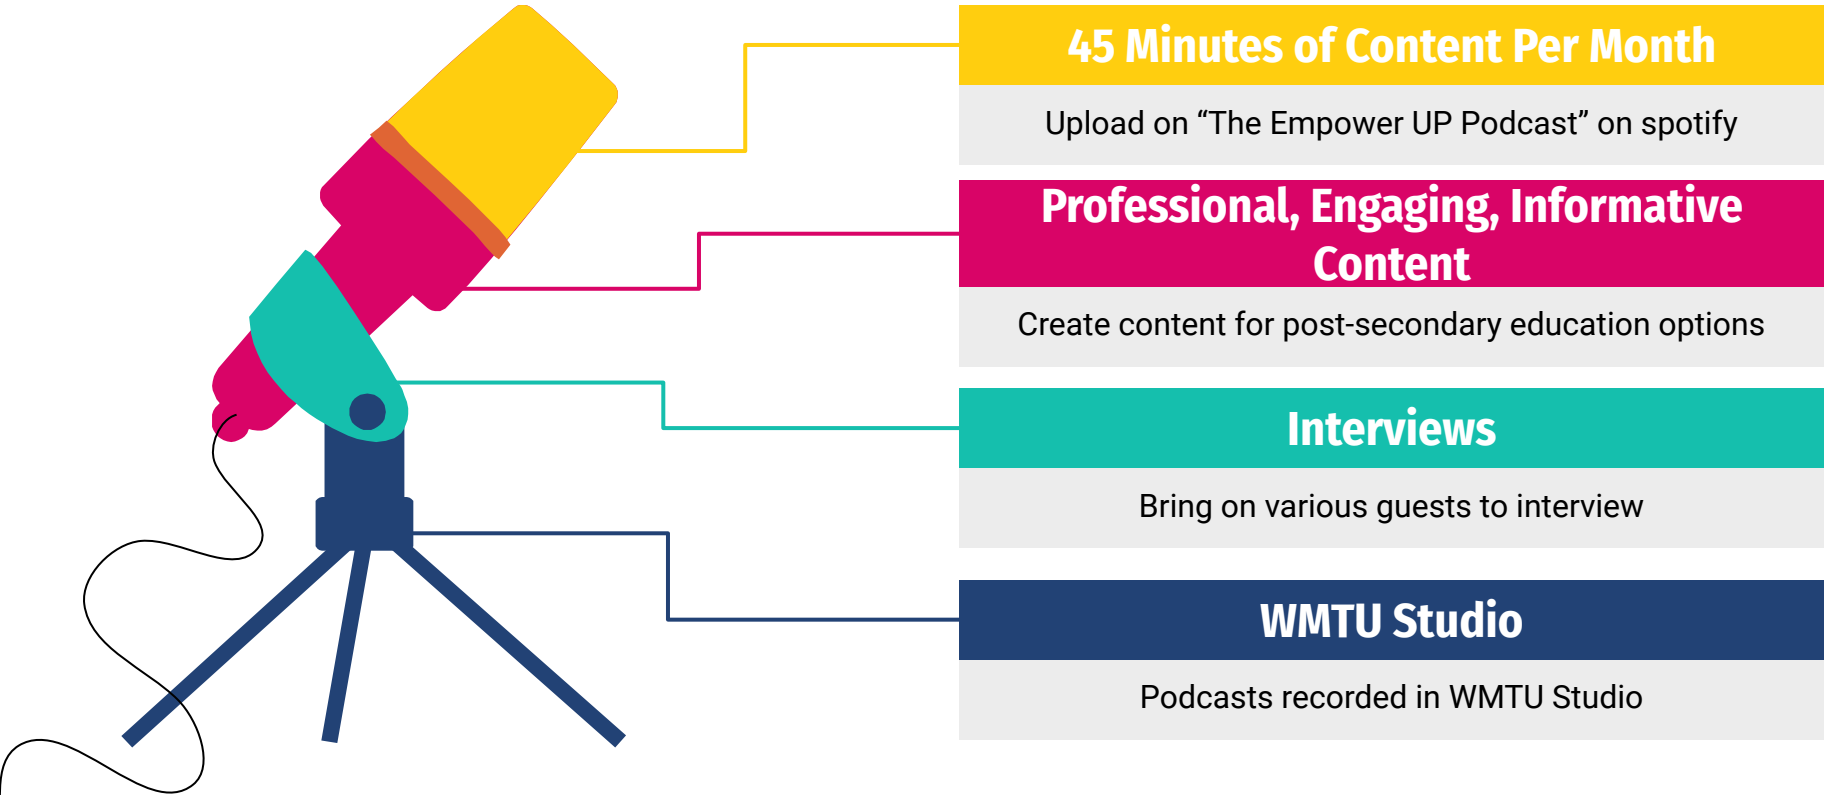 45 Minutes of Content Per Month
Upload on “The Empower UP Podcast” on spotify
Professional, Engaging, Informative
Content
Create content for post-secondary education options
Interviews
Bring on various guests to interview
WMTU Studio
Podcasts recorded in WMTU Studio